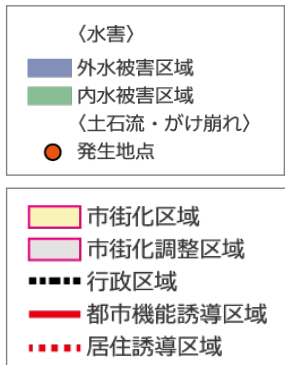 〈水害〉
外水被害区域
内水被害区域
〈土石流・がけ崩れ〉
発生地点
市街化区域
市街化調整区域
行政区域
都市機能誘導区域
居住誘導区域